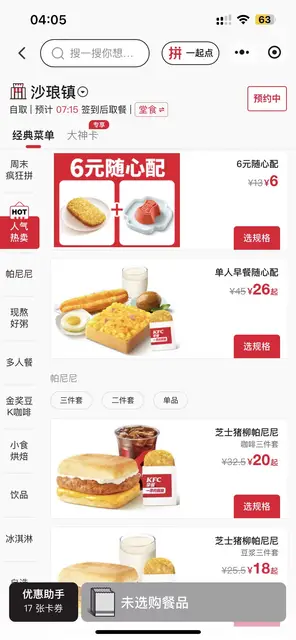 04:05
63
搜一搜你想...
拼 一起点
沙琅镇
自取 | 预计 07:15 签到后取餐 | 堂食
预约中
经典菜单
大神卡
专享
周末
疯狂拼
HOT
人气
热卖
帕尼尼
现熬
好粥
多人餐
金奖豆
K咖啡
小食
烘焙
饮品
冰淇淋
6元随心配
6元随心配
¥13 ¥6
选规格
单人早餐随心配
¥45 ¥26起
选规格
帕尼尼
三件套
二件套
单品
KFC
芝士猪柳帕尼尼
咖啡三件套
¥32.5 ¥20起
选规格
芝士猪柳帕尼尼
豆浆三件套
¥25.5 ¥18起
优惠助手
17 张卡券
未选购餐品